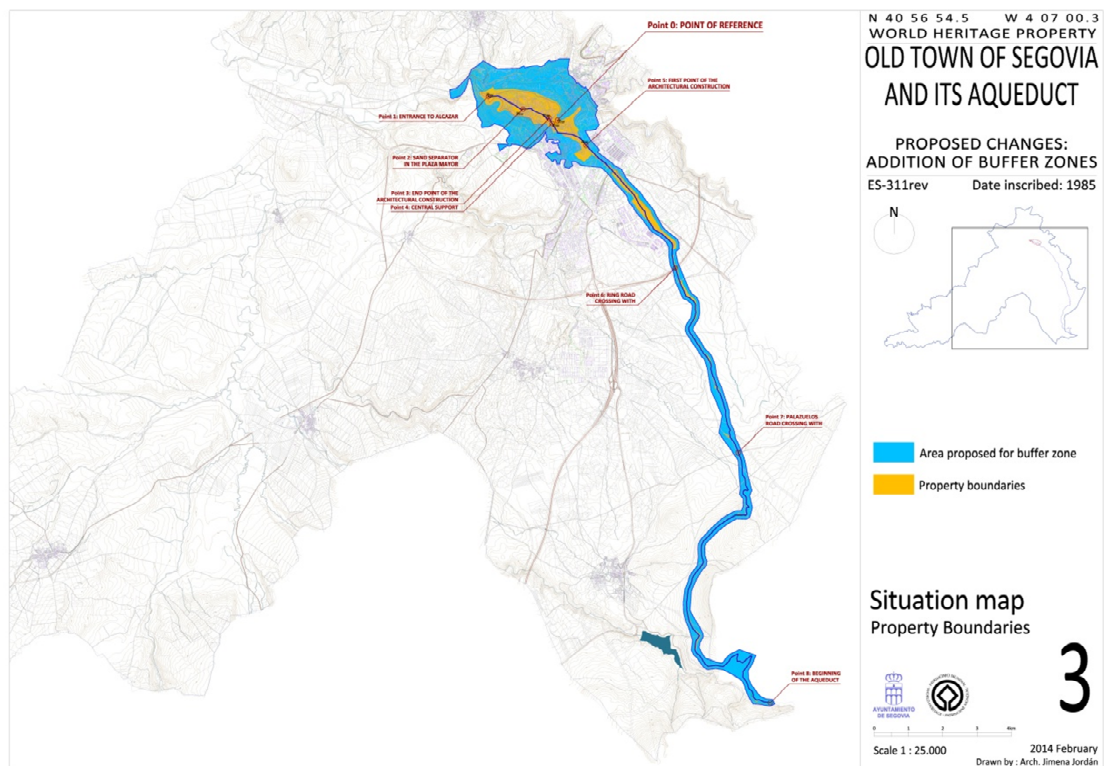 N 40 56 54.5 W 4 07 00.3
WORLD HERITAGE PROPERTY
OLD TOWN OF SEGOVIA
AND ITS AQUEDUCT
PROPOSED CHANGES:
ADDITION OF BUFFER ZONES
ES-311rev Date inscribed: 1985
N
Point 0: POINT OF REFERENCE
Point 5: FIRST POINT OF THE
ARCHITECTURAL CONSTRUCTION
Point 1: ENTRANCE TO ALCAZAR
Point 2: SAND SEPARATOR
IN THE PLAZA MAYOR
Point 3: END POINT OF THE
ARCHITECTURAL CONSTRUCTION
Point 4: CENTRAL SUPPORT
Point 6: RING ROAD
CROSSING WITH
Point 7: PALAZUELOS
ROAD CROSSING WITH
Point 8: BEGINNING
OF THE AQUEDUCT
Area proposed for buffer zone
Property boundaries
Situation map
Property Boundaries
3
AYUNTAMIENTO
DE SEGOVIA
0 1 2 3 4km
Scale 1 : 25.000
2014 February
Drawn by : Arch. Jimena Jordán